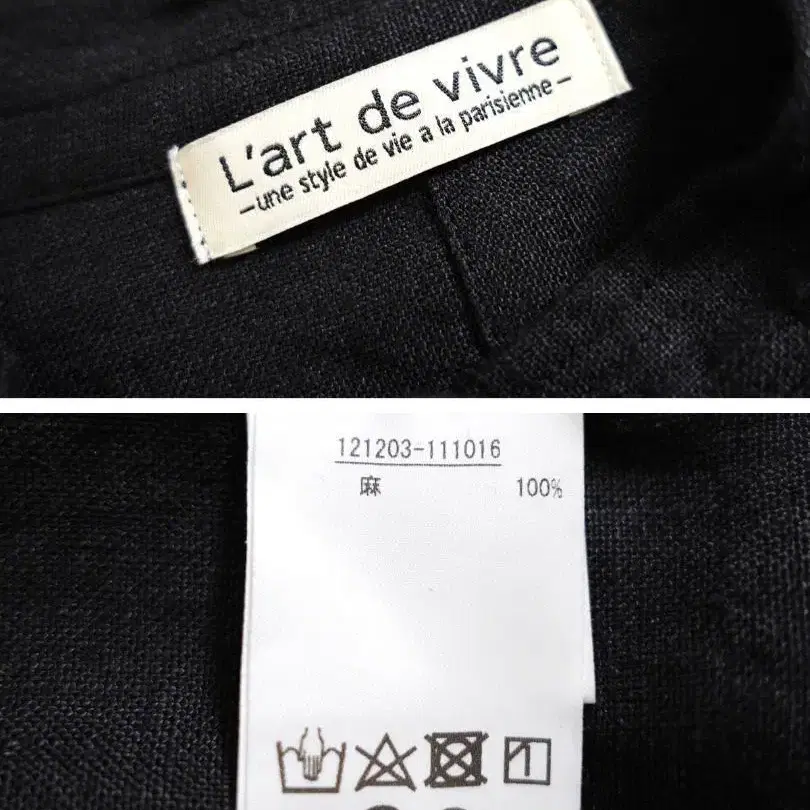 L'art de vivre
—une style de vie a la parisienne—
121203-111016
麻 100%